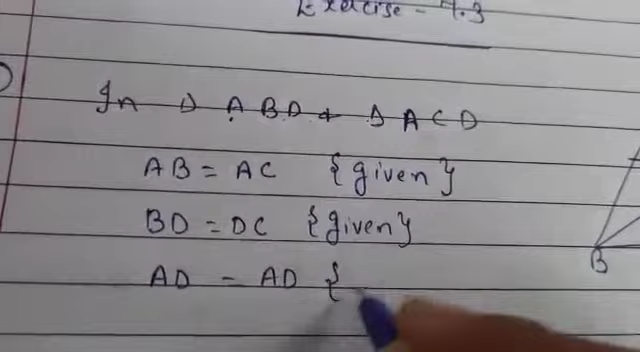 Exercise - 7.3
In Δ ABD & Δ ACD
AB = AC {given}
BD = DC {given}
AD = AD {
B